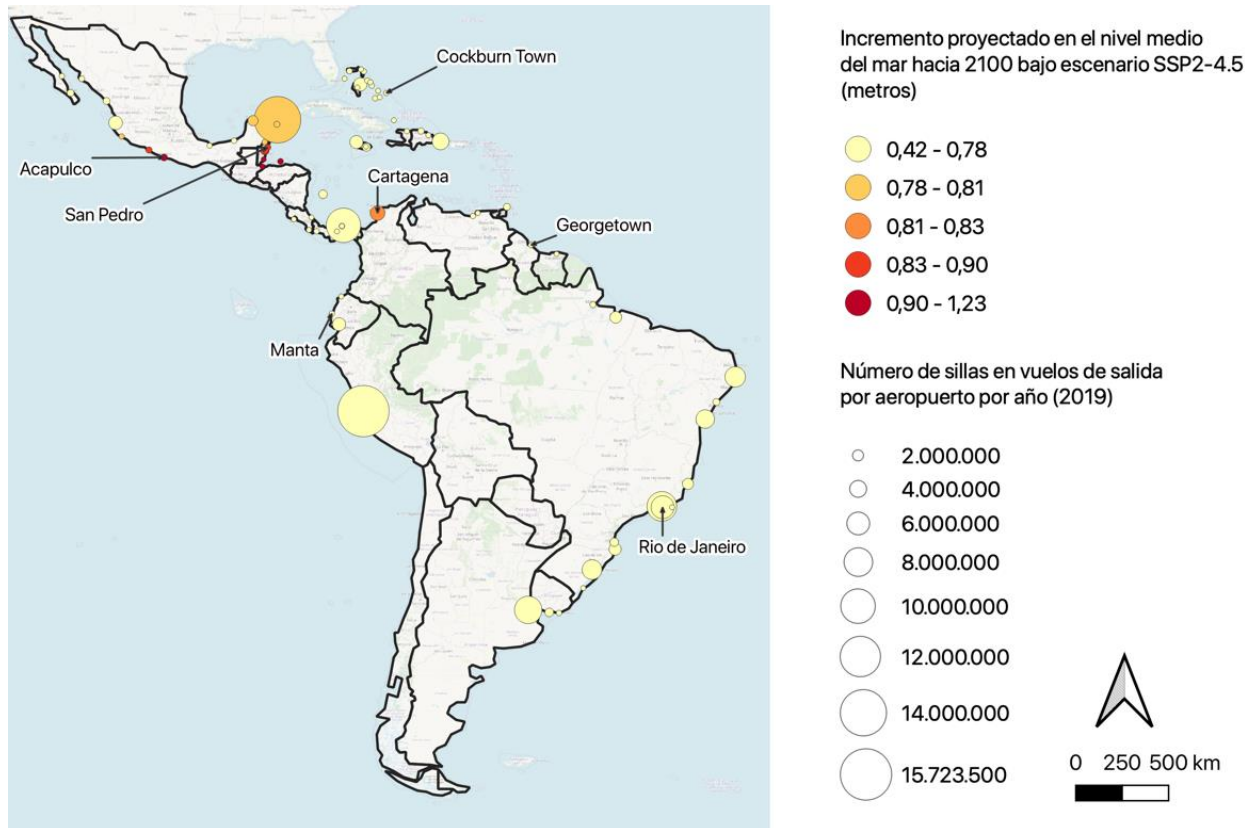 Cockburn Town
Acapulco
San Pedro
Cartagena
Georgetown
Manta
Rio de Janeiro
Incremento proyectado en el nivel medio
del mar hacia 2100 bajo escenario SSP2-4.5
(metros)
0,42 - 0,78
0,78 - 0,81
0,81 - 0,83
0,83 - 0,90
0,90 - 1,23
Número de sillas en vuelos de salida
por aeropuerto por año (2019)
2.000.000
4.000.000
6.000.000
8.000.000
10.000.000
12.000.000
14.000.000
15.723.500
0 250 500 km